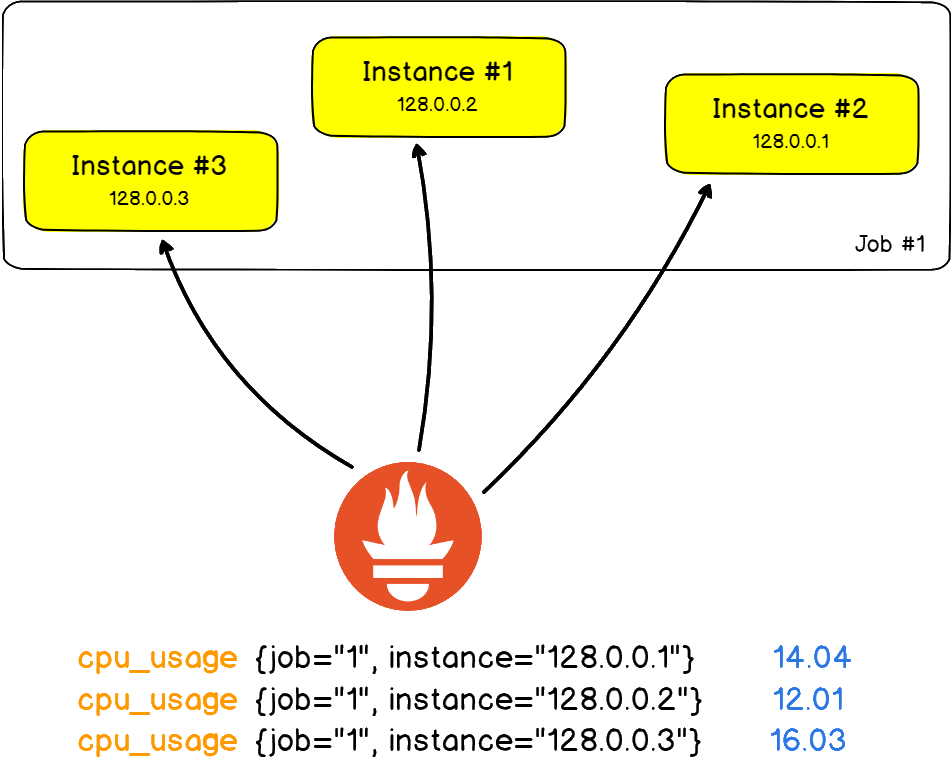 Instance #1
128.0.0.2
Instance #2
128.0.0.1
Instance #3
128.0.0.3
Job #1
cpu_usage {job="1", instance="128.0.0.1"} 14.04
cpu_usage {job="1", instance="128.0.0.2"} 12.01
cpu_usage {job="1", instance="128.0.0.3"} 16.03